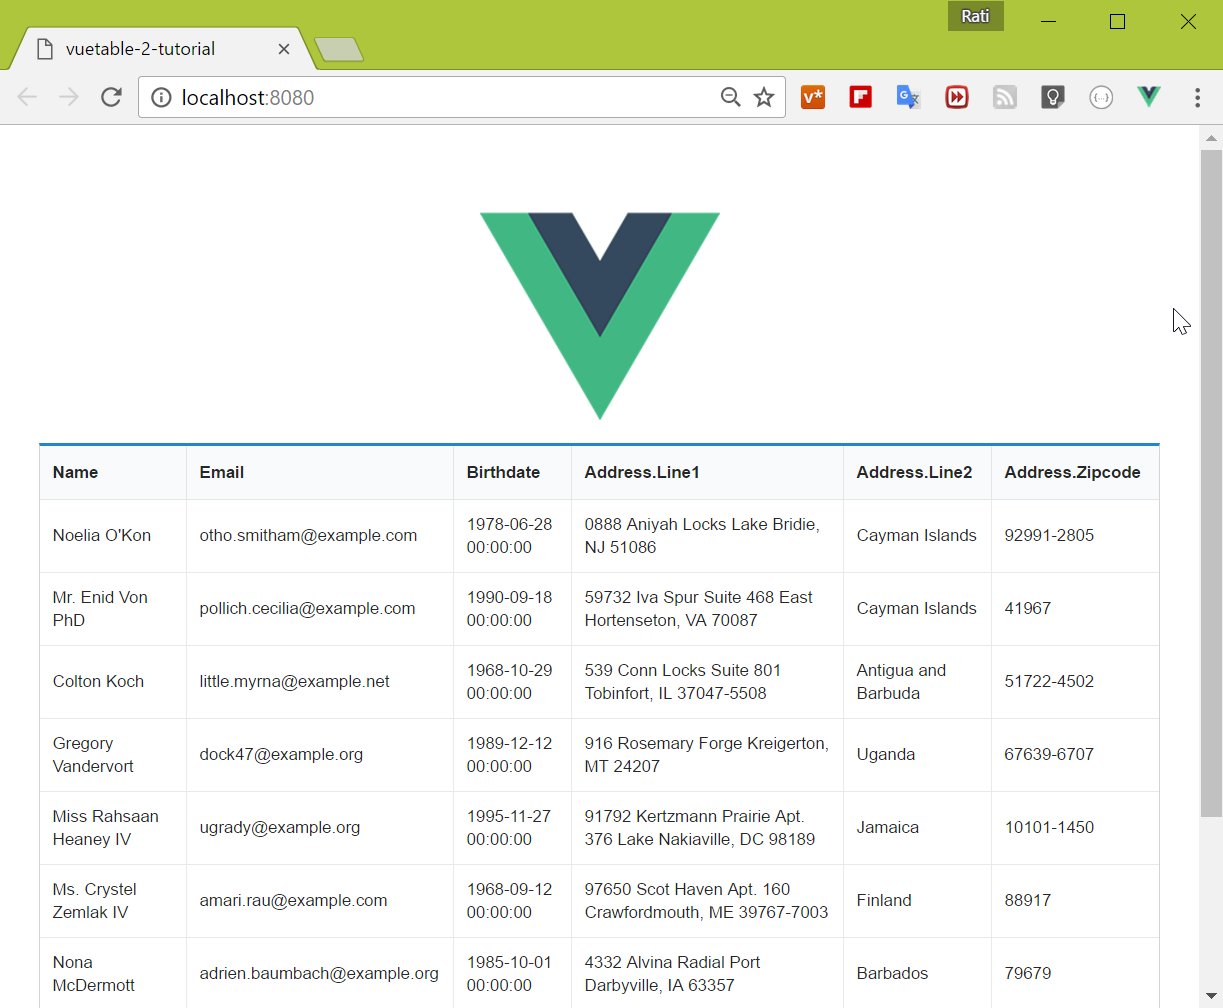 Rati
vuetable-2-tutorial
localhost:8080
Name Email Birthdate Address.Line1 Address.Line2 Address.Zipcode
Noelia O'Kon otho.smitham@example.com 1978-06-28 00:00:00 0888 Aniyah Locks Lake Bridie, NJ 51086 Cayman Islands 92991-2805
Mr. Enid Von PhD pollich.cecilia@example.com 1990-09-18 00:00:00 59732 Iva Spur Suite 468 East Hortenseton, VA 70087 Cayman Islands 41967
Colton Koch little.myrna@example.net 1968-10-29 00:00:00 539 Conn Locks Suite 801 Tobinfort, IL 37047-5508 Antigua and Barbuda 51722-4502
Gregory Vandervort dock47@example.org 1989-12-12 00:00:00 916 Rosemary Forge Kreigerton, MT 24207 Uganda 67639-6707
Miss Rahsaan Heaney IV ugrady@example.org 1995-11-27 00:00:00 91792 Kertzmann Prairie Apt. 376 Lake Nakiaville, DC 98189 Jamaica 10101-1450
Ms. Crystel Zemlak IV amari.rau@example.com 1968-09-12 00:00:00 97650 Scot Haven Apt. 160 Crawfordmouth, ME 39767-7003 Finland 88917
Nona McDermott adrien.baumbach@example.org 1985-10-01 00:00:00 4332 Alvina Radial Port Darbyville, IA 63357 Barbados 79679